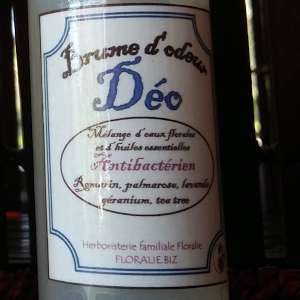 Brume d'odeur
Déo
Mélange d'eaux florales
et d'huiles essentielles
Antibactérien
Romarin, palmarosa, lavande
géranium, tea tree
Herboristerie familiale Floralie
FLORALIE.BIZ